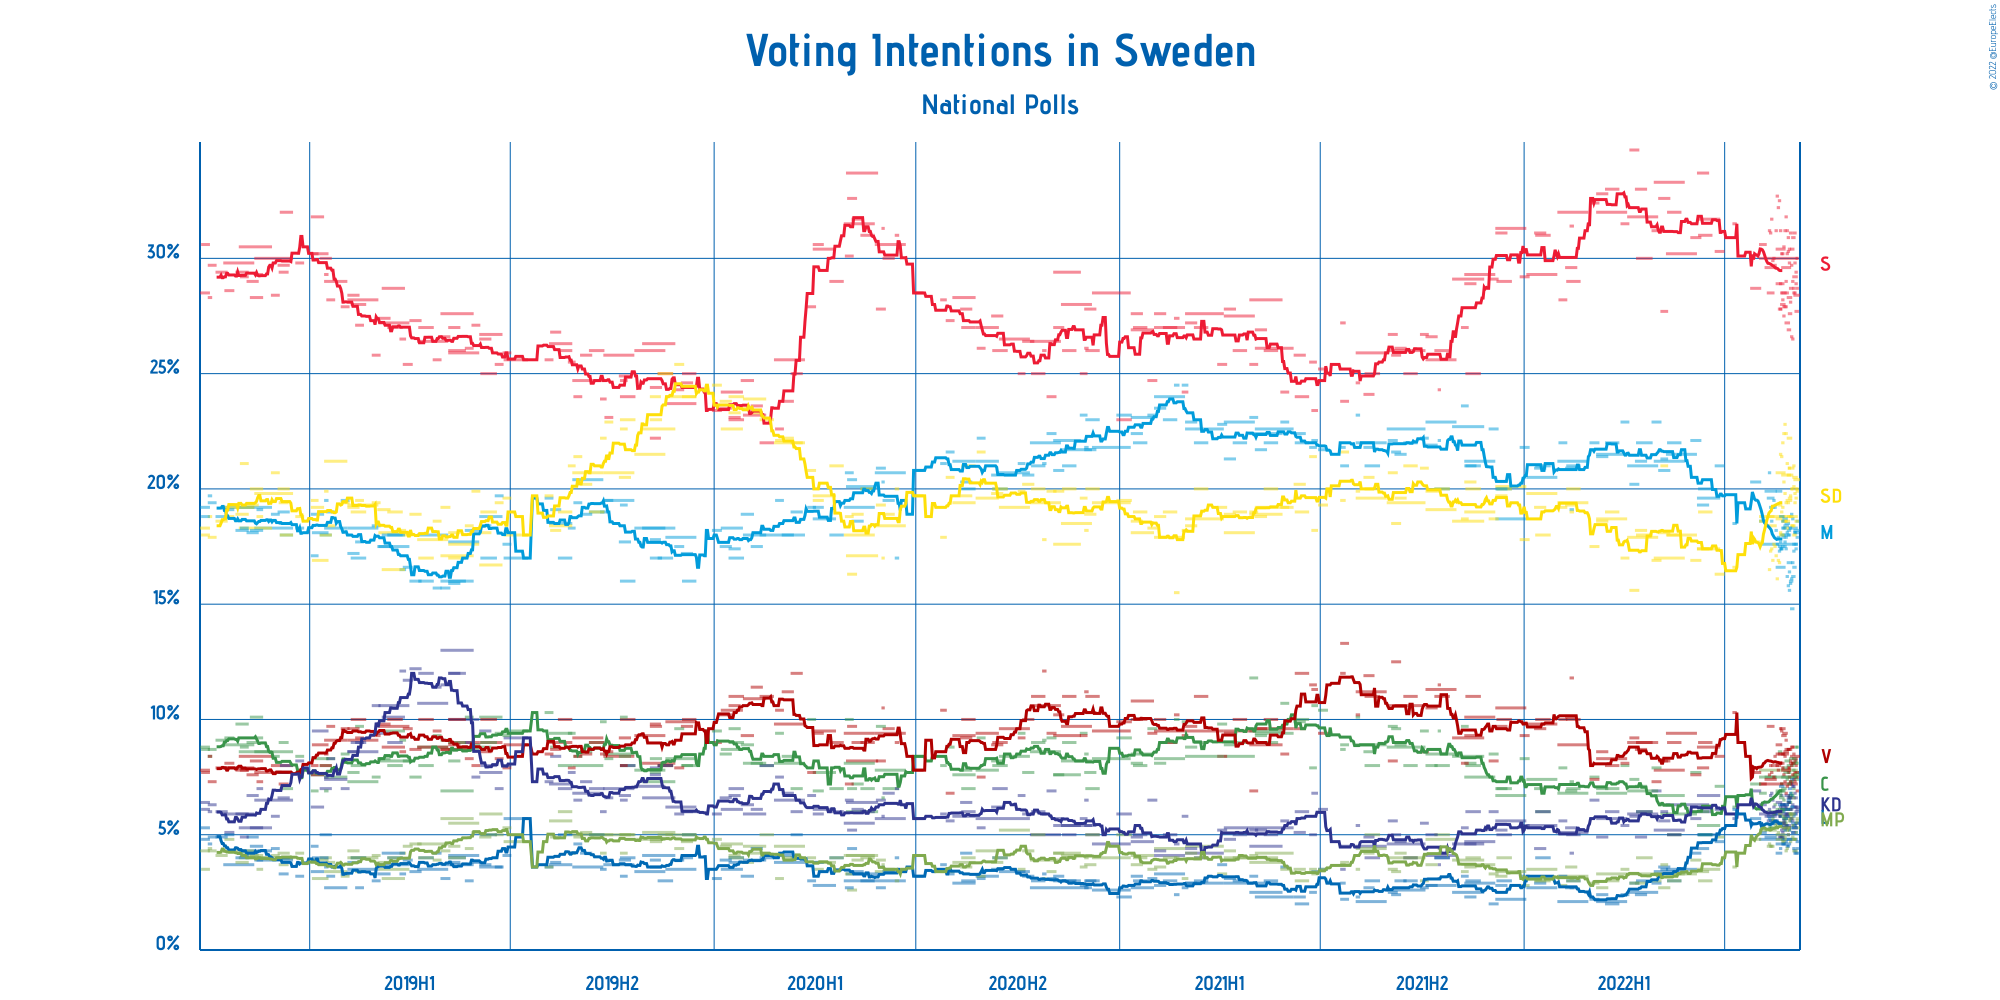 © 2022 @EuropeElects
Voting Intentions in Sweden
National Polls
30%
25%
20%
15%
10%
5%
0%
S
SD
M
V
C
KD
MP
2019H1
2019H2
2020H1
2020H2
2021H1
2021H2
2022H1